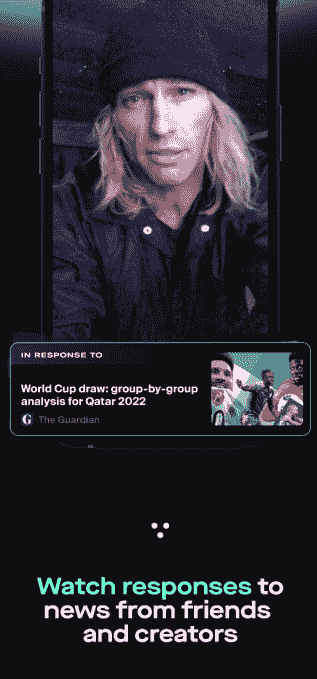 IN RESPONSE TO
World Cup draw: group-by-group
analysis for Qatar 2022
G The Guardian
Watch responses to
news from friends
and creators